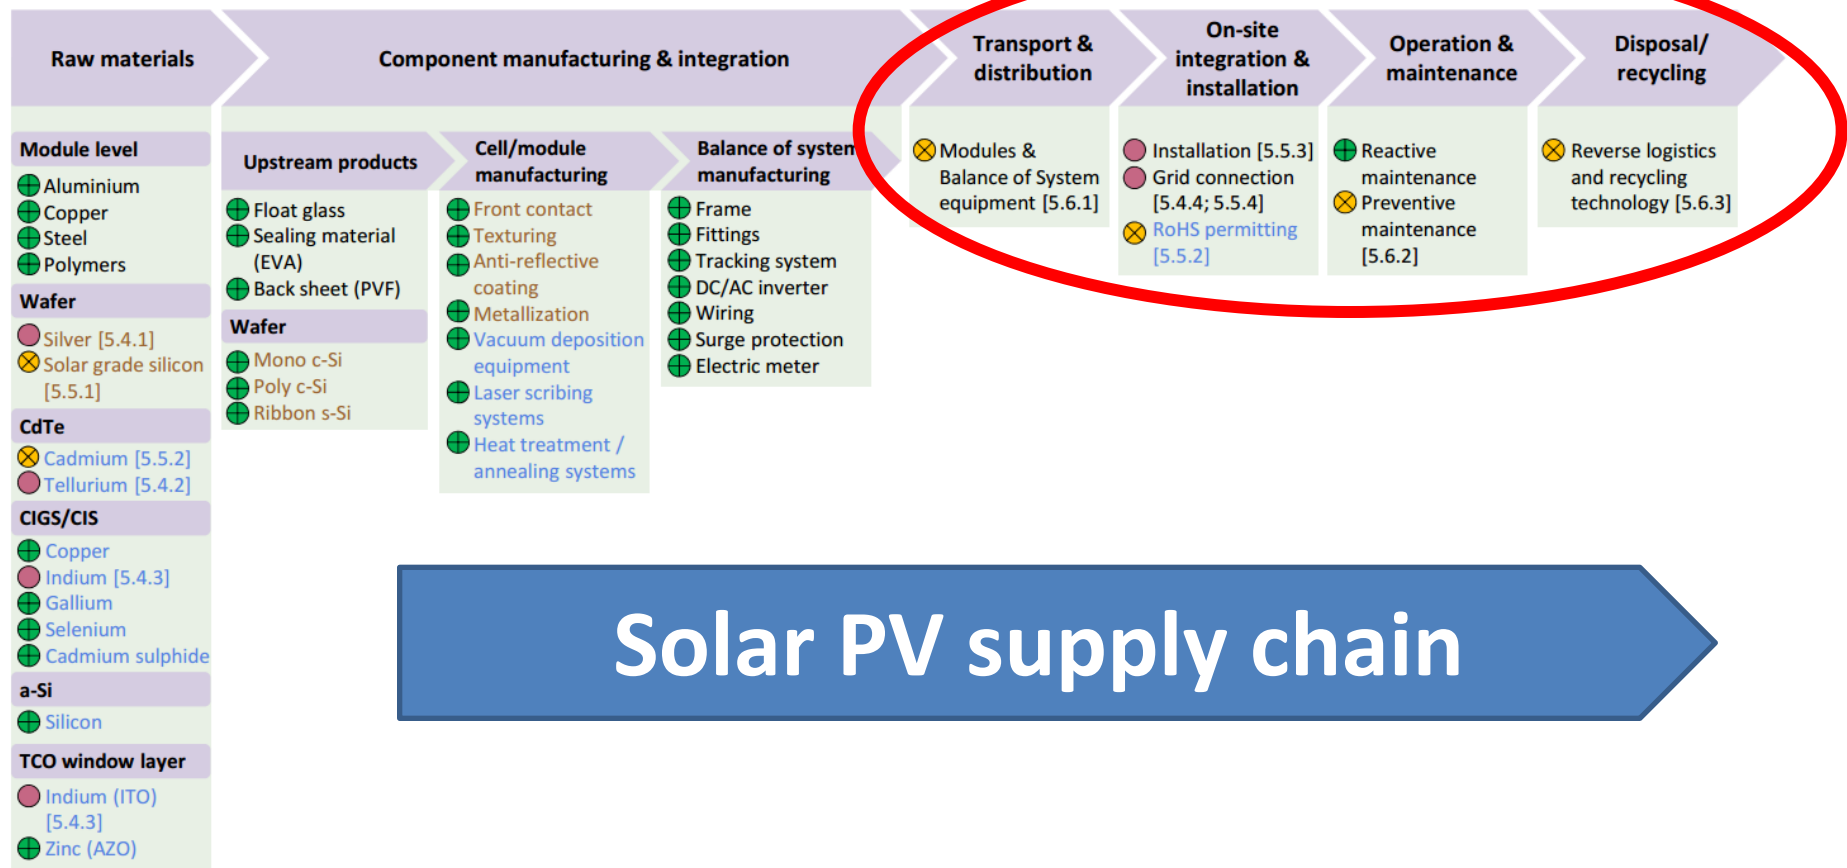 Raw materials
Component manufacturing & integration
Transport &
distribution
On-site
integration &
installation
Operation &
maintenance
Disposal/
recycling
Module level
Aluminium
Copper
Steel
Polymers
Wafer
Silver [5.4.1]
Solar grade silicon
[5.5.1]
CdTe
Cadmium [5.5.2]
Tellurium [5.4.2]
CIGS/CIS
Copper
Indium [5.4.3]
Gallium
Selenium
Cadmium sulphide
a-Si
Silicon
TCO window layer
Indium (ITO)
[5.4.3]
Zinc (AZO)
Upstream products
Float glass
Sealing material
(EVA)
Back sheet (PVF)
Wafer
Mono c-Si
Poly c-Si
Ribbon s-Si
Cell/module
manufacturing
Front contact
Texturing
Anti-reflective
coating
Metallization
Vacuum deposition
equipment
Laser scribing
systems
Heat treatment /
annealing systems
Balance of system
manufacturing
Frame
Fittings
Tracking system
DC/AC inverter
Wiring
Surge protection
Electric meter
Modules &
Balance of System
equipment [5.6.1]
Installation [5.5.3]
Grid connection
[5.4.4; 5.5.4]
RoHS permitting
[5.5.2]
Reactive
maintenance
Preventive
maintenance
[5.6.2]
Reverse logistics
and recycling
technology [5.6.3]
Solar PV supply chain